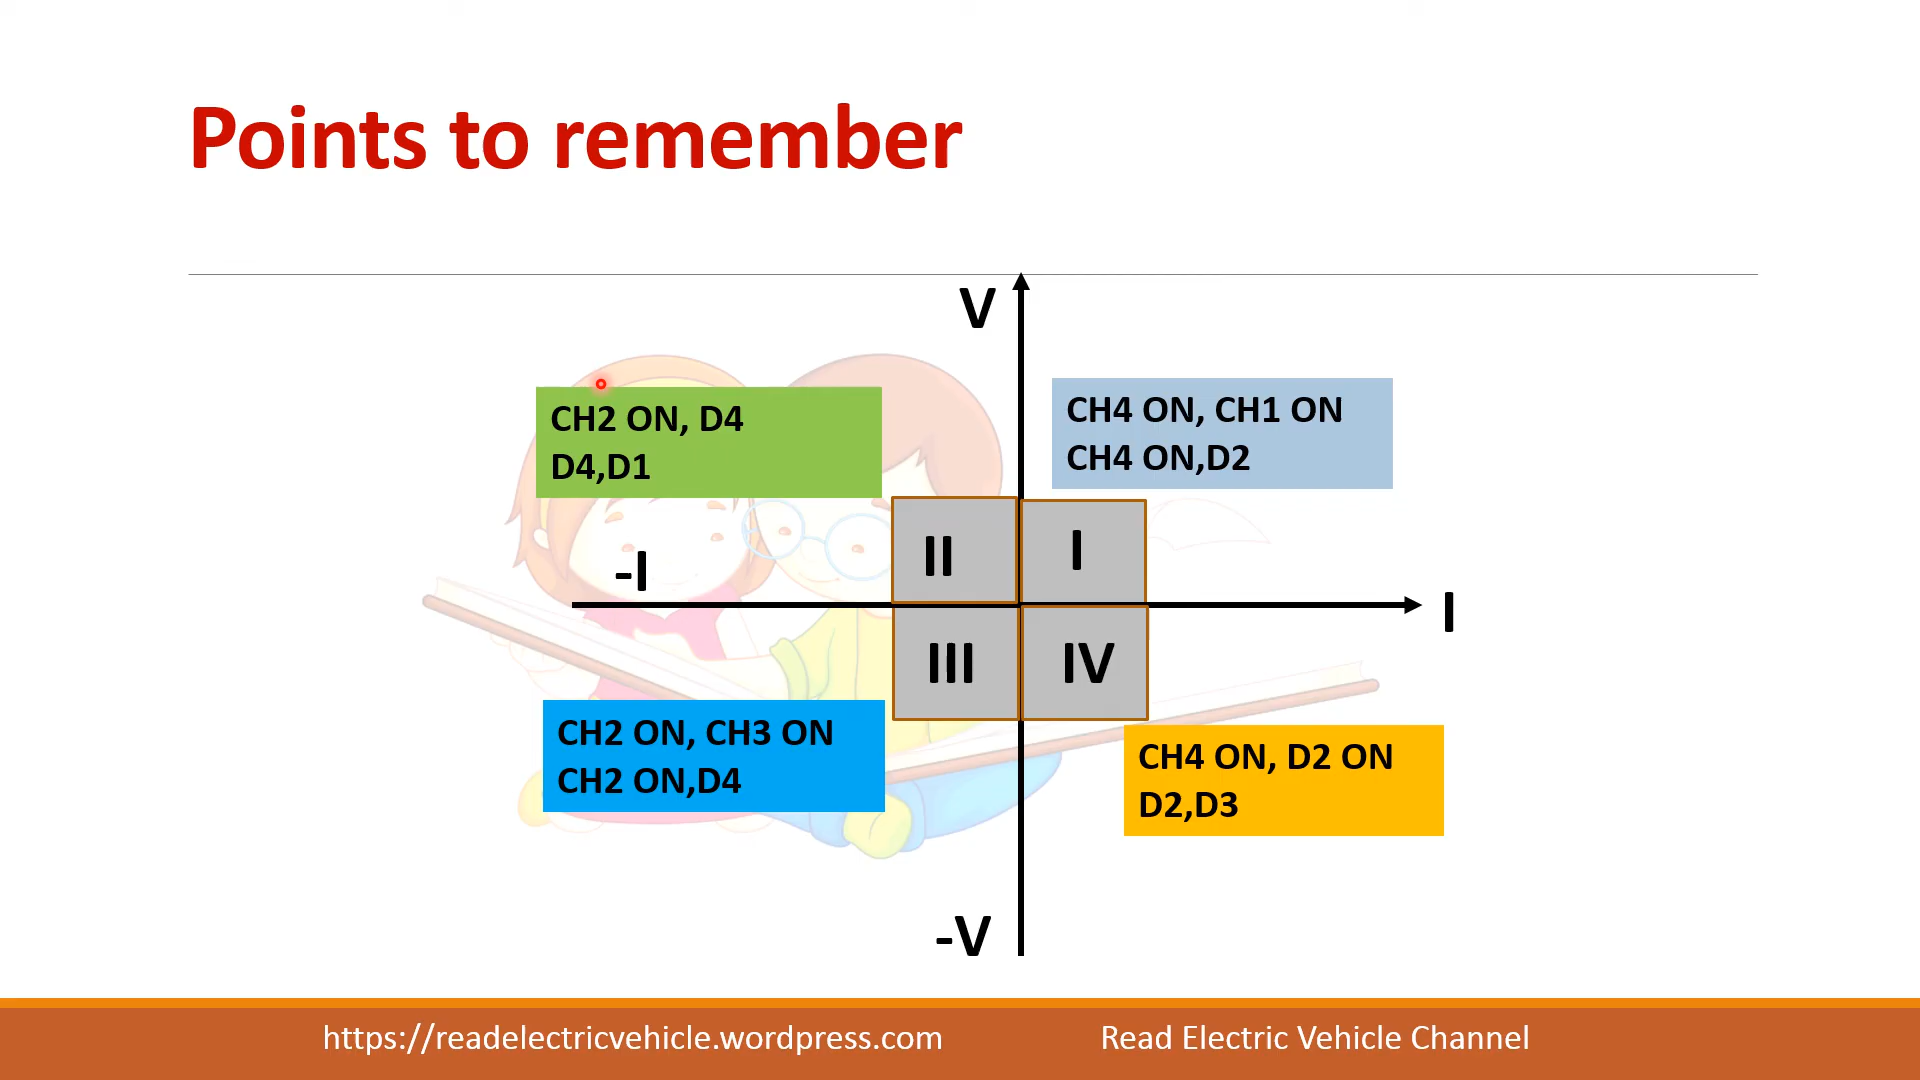 Points to remember
V
CH2 ON, D4
D4,D1
CH4 ON, CH1 ON
CH4 ON,D2
II
I
-I
I
III
IV
CH2 ON, CH3 ON
CH2 ON,D4
CH4 ON, D2 ON
D2,D3
-V
https://readelectricvehicle.wordpress.com
Read Electric Vehicle Channel